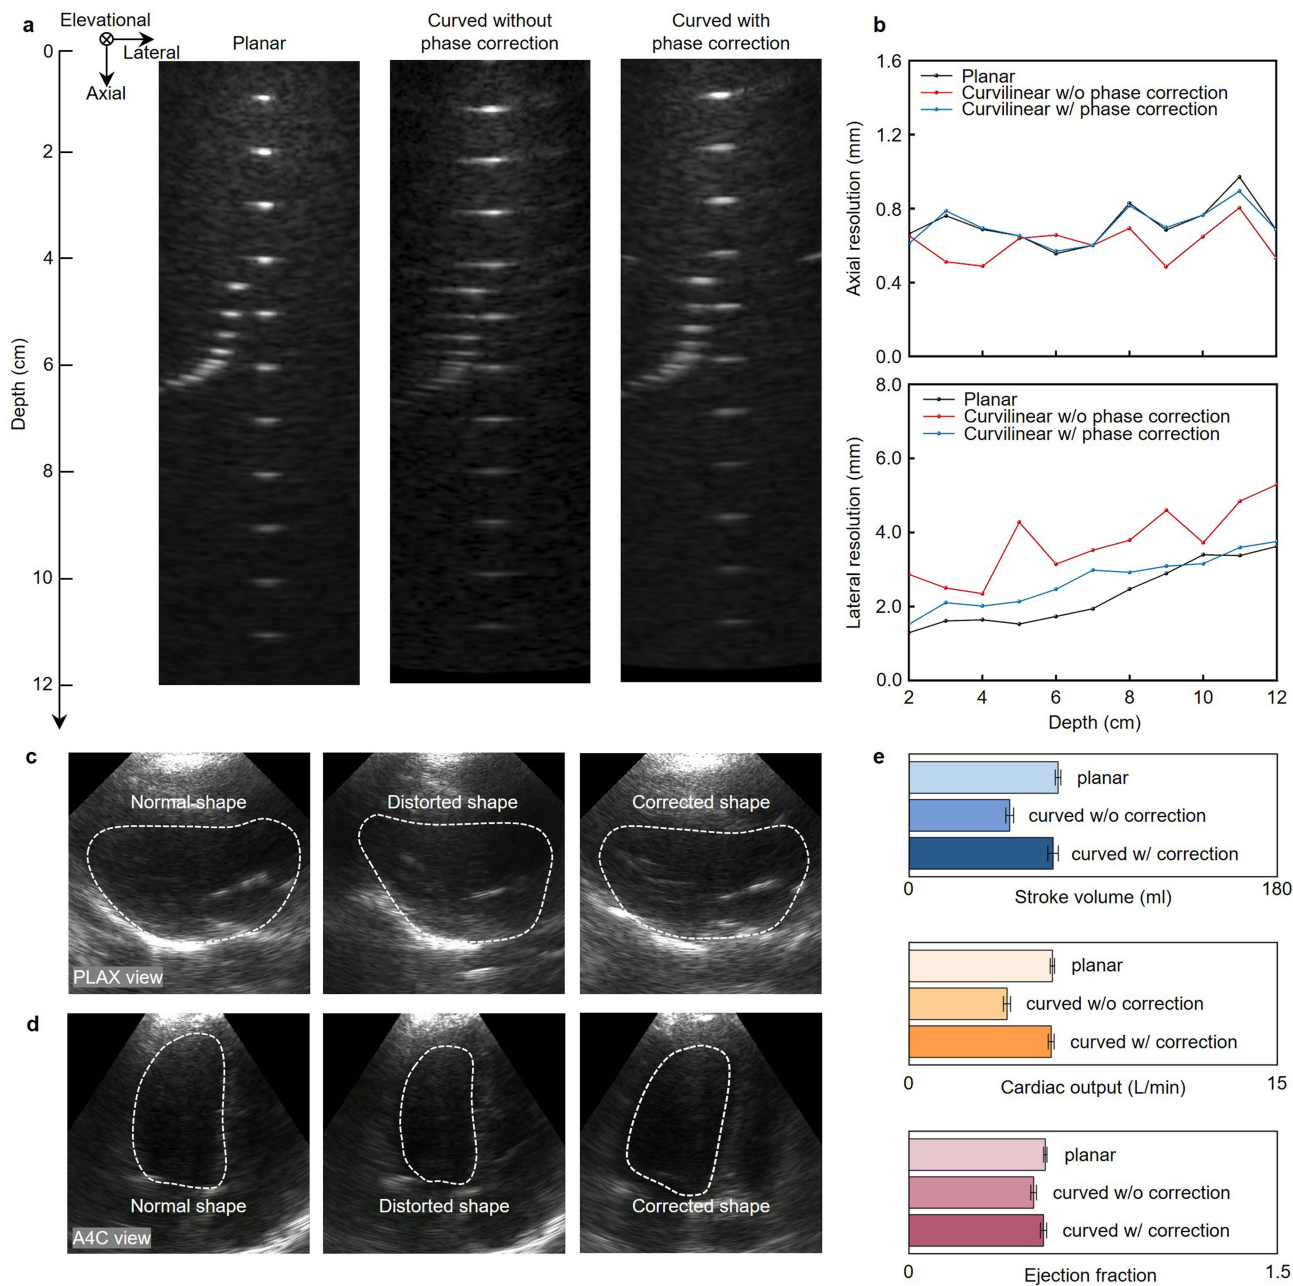 a
Elevational
Lateral
Axial
Planar
Curved without
phase correction
Curved with
phase correction
0
2
4
6
8
10
12
Depth (cm)
b
1.6
1.2
0.8
0.4
0.0
Axial resolution (mm)
Planar
Curvilinear w/o phase correction
Curvilinear w/ phase correction
8.0
6.0
4.0
2.0
0.0
Lateral resolution (mm)
Planar
Curvilinear w/o phase correction
Curvilinear w/ phase correction
2 4 6 8 10 12
Depth (cm)
c
Normal shape
Distorted shape
Corrected shape
PLAX view
d
Normal shape
Distorted shape
Corrected shape
A4C view
e
planar
curved w/o correction
curved w/ correction
0 180
Stroke volume (ml)
planar
curved w/o correction
curved w/ correction
0 15
Cardiac output (L/min)
planar
curved w/o correction
curved w/ correction
0 1.5
Ejection fraction